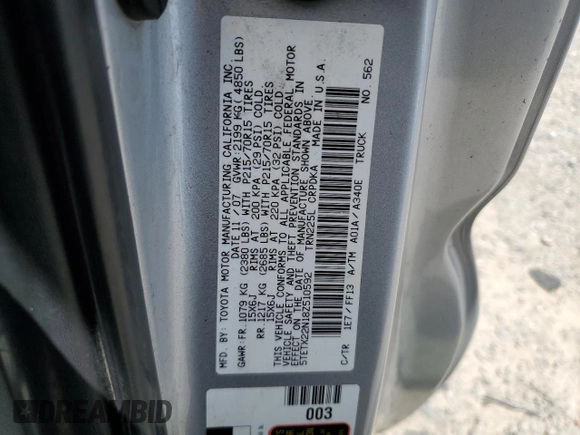 MFD. BY: TOYOTA MOTOR MANUFACTURING CALIFORNIA INC
DATE 11/07 GVWR 2199 KG( 4850 LBS)
GAWR:FR.1079 KG (2380 LBS) WITH P215/70R15 TIRES
15X6J RIMS AT 200 KPA (29 PSI) COLD.
RR.1217 KG (2685 LBS) WITH P215/70R15 TIRES
15X6J RIMS AT 220 KPA (32 PSI) COLD.
THIS VEHICLE CONFORMS TO ALL APPLICABLE FEDERAL MOTOR
VEHICLE SAFETY AND THEFT PREVENTION STANDARDS IN
EFFECT ON THE DATE OF MANUFACTURE SHOWN ABOVE.
5TETX22N18Z510592 TRN225L CRPDKA MADE IN U.S.A.
C/TR 1E7/FF13 A/TM A01A/A340E TRUCK NO. 562
003
DREAMBID